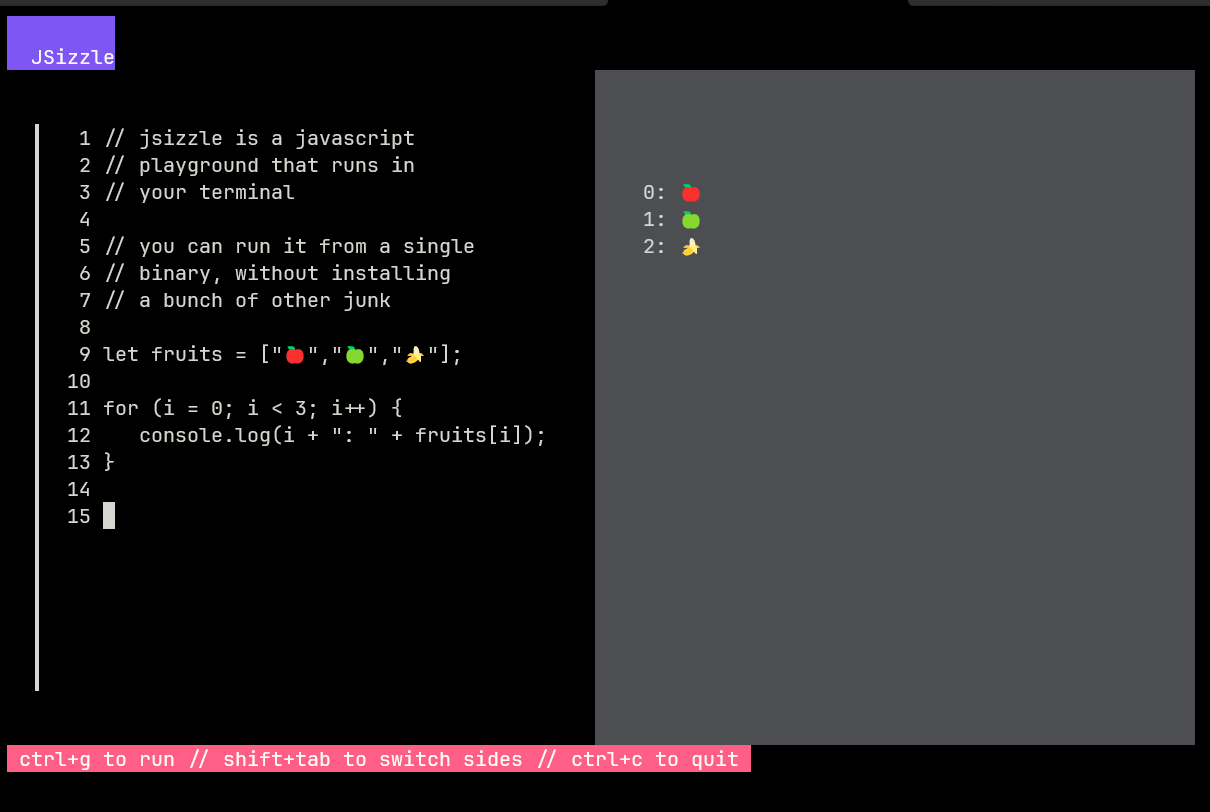 JSizzle
1 // jsizzle is a javascript
2 // playground that runs in
3 // your terminal
4
5 // you can run it from a single
6 // binary, without installing
7 // a bunch of other junk
8
9 let fruits = ["🍎","🍏","🍌"];
10
11 for (i = 0; i < 3; i++) {
12    console.log(i + ": " + fruits[i]);
13 }
14
15
0: 🍎
1: 🍏
2: 🍌
ctrl+g to run // shift+tab to switch sides // ctrl+c to quit